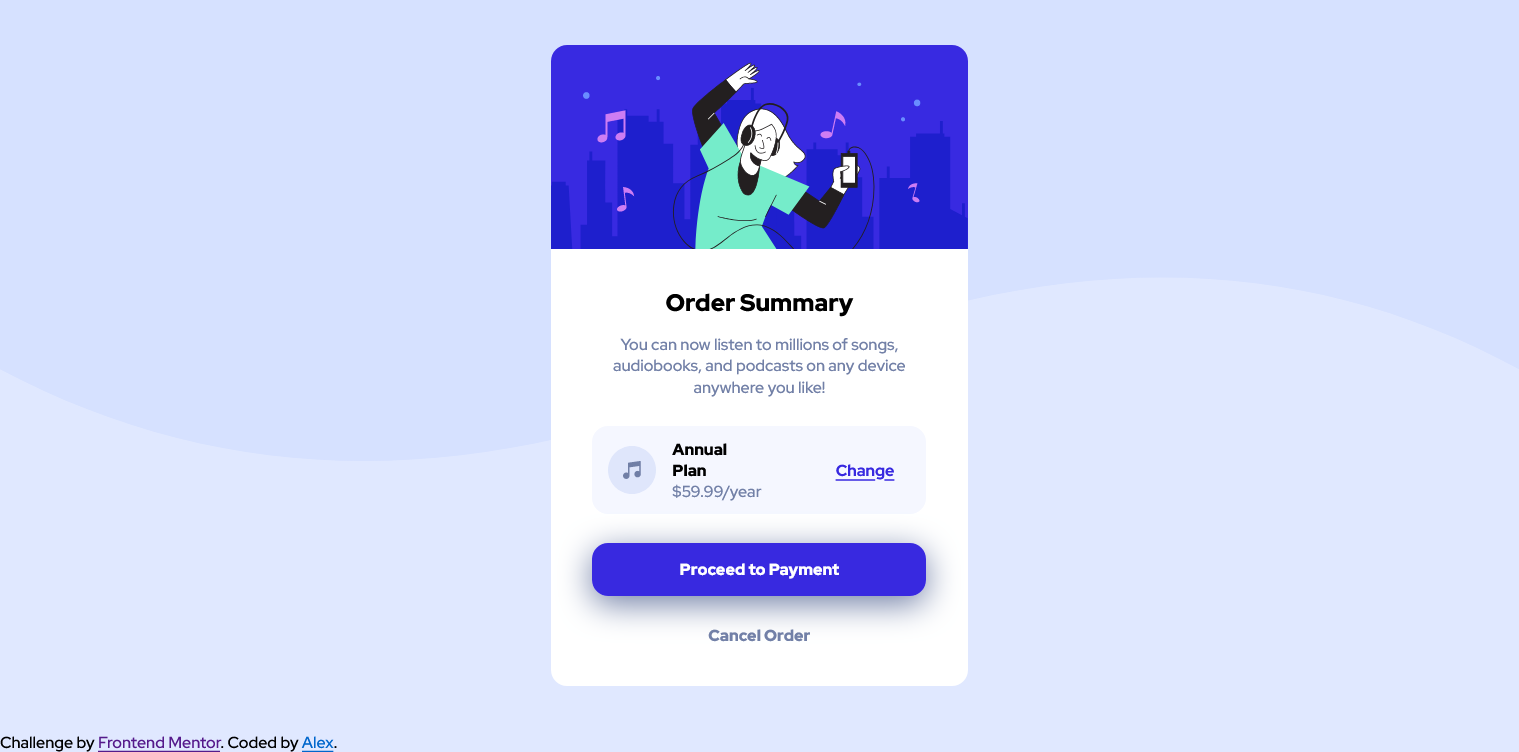 Order Summary
You can now listen to millions of songs,
audiobooks, and podcasts on any device
anywhere you like!
Annual
Plan
$59.99/year
Change
Proceed to Payment
Cancel Order
Challenge by Frontend Mentor. Coded by Alex.